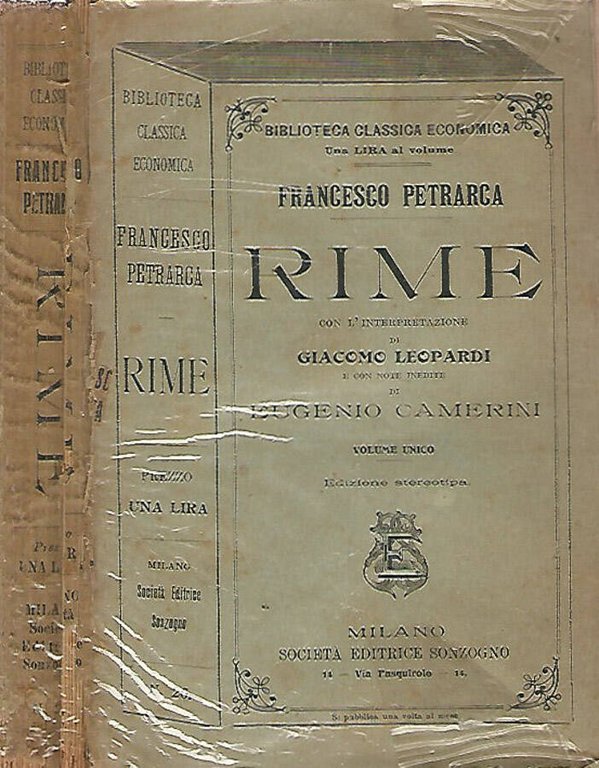 BIBLIOTECA
CLASSICA
ECONOMICA
FRANCESCO
PETRARCA
RIME
PREZZO
UNA LIRA
MILANO
Società Editrice
Sonzogno
BIBLIOTECA CLASSICA ECONOMICA
Una LIRA al volume
FRANCESCO PETRARCA
RIME
CON L'INTERPRETAZIONE
DI
GIACOMO LEOPARDI
E CON NOTE INEDITE
DI
EUGENIO CAMERINI
VOLUME UNICO
Edizione stereotipa
E
MILANO
SOCIETÀ EDITRICE SONZOGNO
14 — Via Pasquirolo — 14.
Si pubblica una volta al mese
RIME